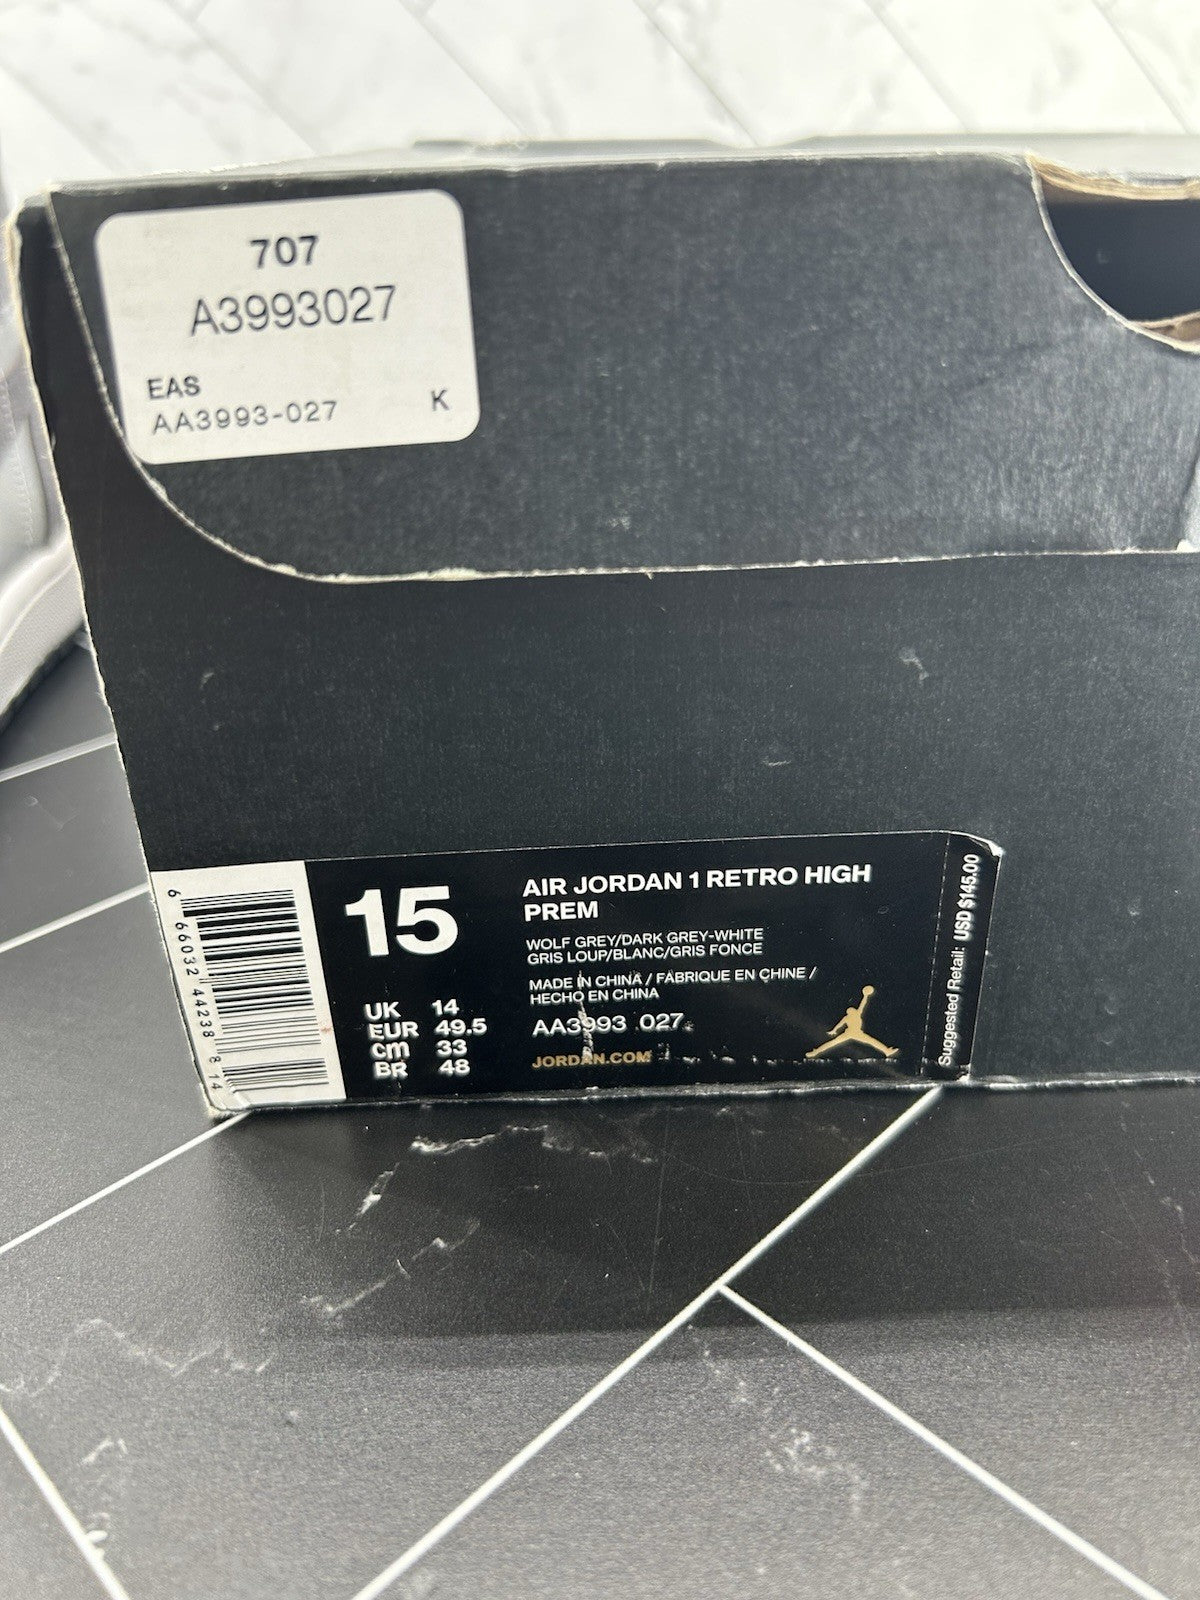 707
A3993027
EAS
AA3993-027 K
6 66032 44238 8 14
15
UK 14
EUR 49.5
cm 33
BR 48
AIR JORDAN 1 RETRO HIGH
PREM
WOLF GREY/DARK GREY-WHITE
GRIS LOUP/BLANC/GRIS FONCE
MADE IN CHINA / FABRIQUE EN CHINE /
HECHO EN CHINA
AA3993 027
JORDAN.COM
Suggested Retail: USD $145.00